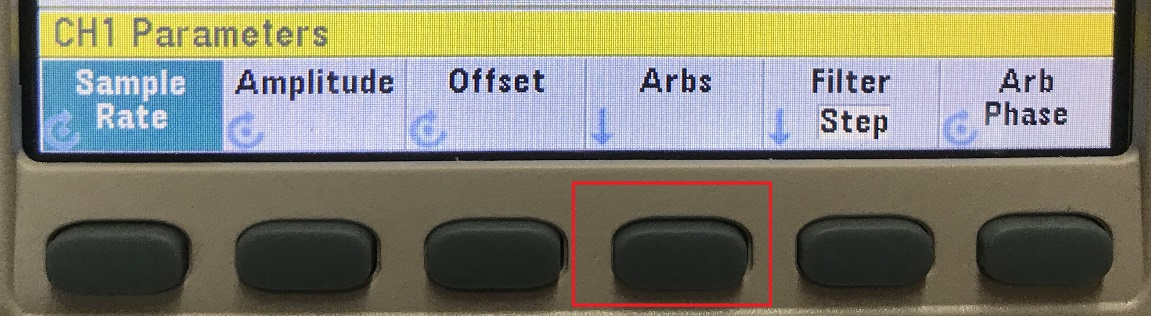 CH1 Parameters
Sample
Rate
Amplitude
Offset
Arbs
Filter
Step
Arb
Phase